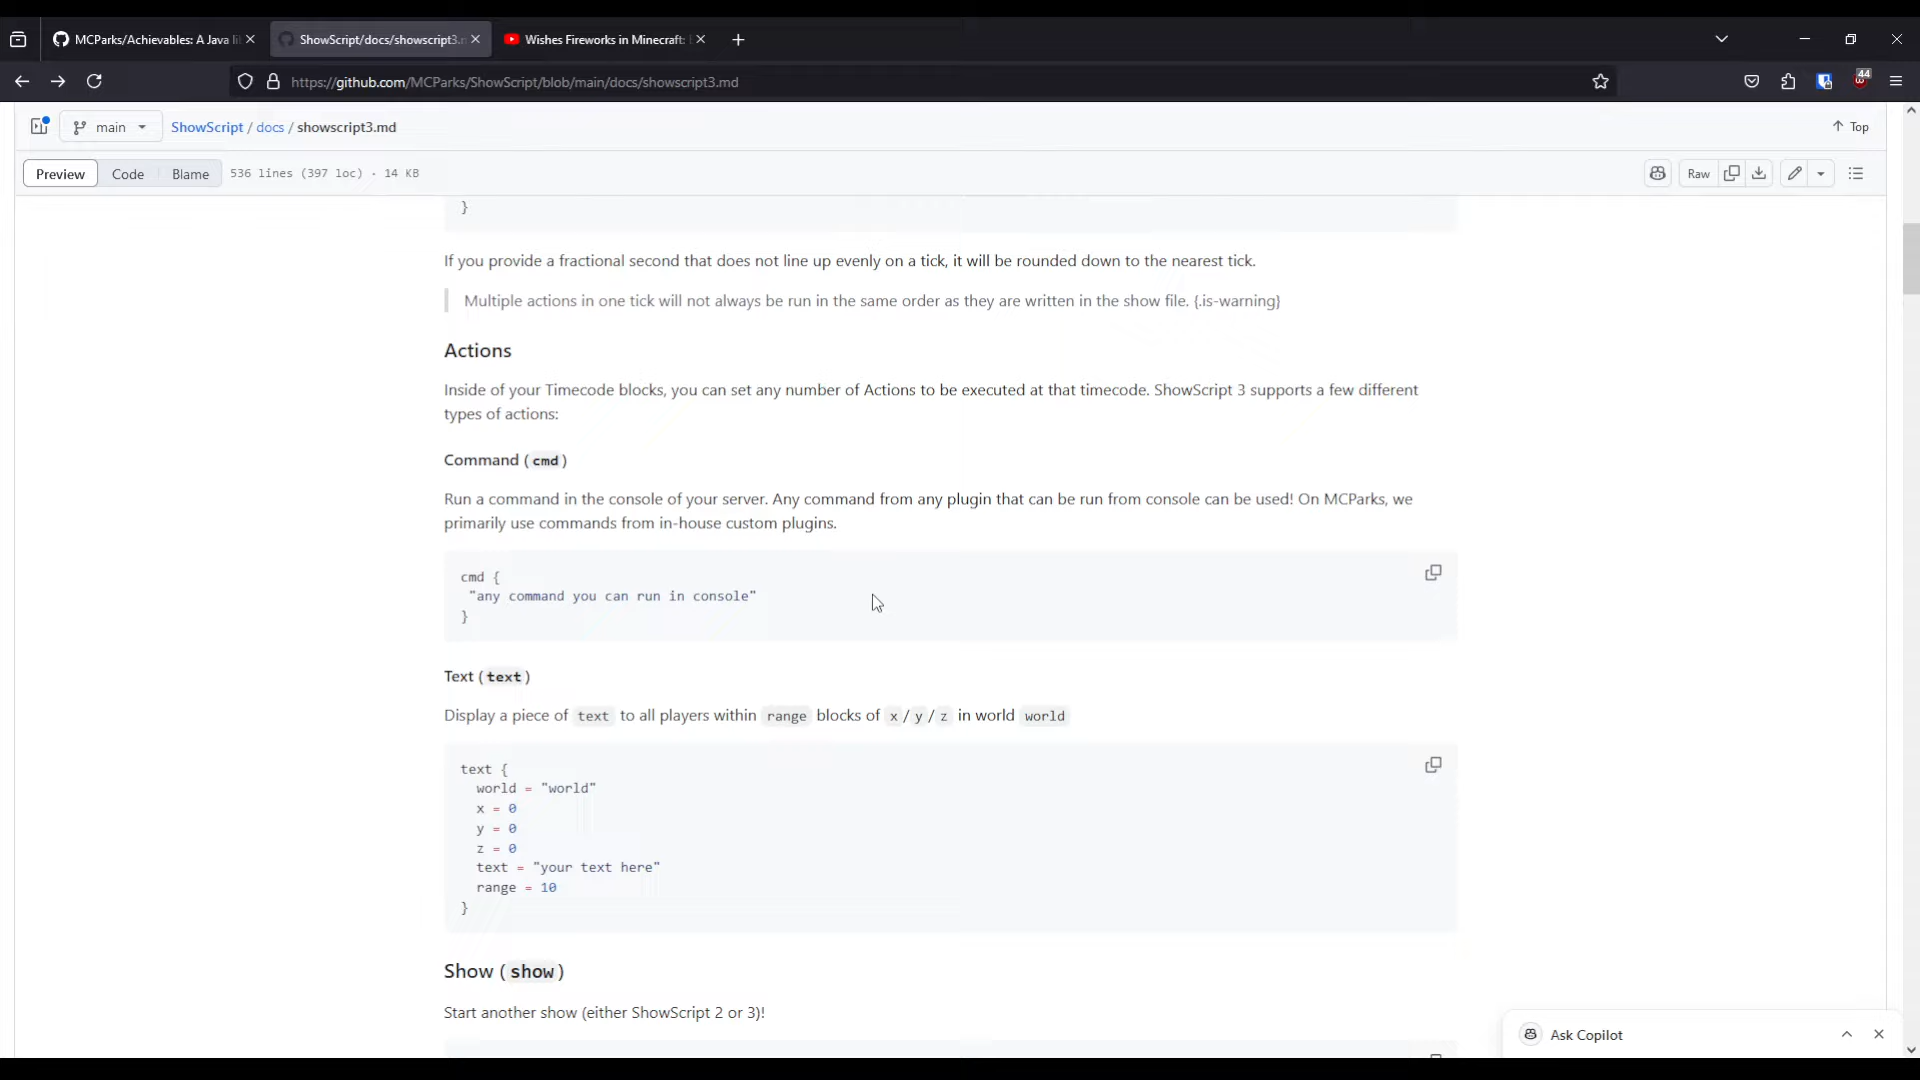 MCParks/Achievables: A Java li
ShowScript/docs/showscript3.m
Wishes Fireworks in Minecraft:
https://github.com/MCParks/ShowScript/blob/main/docs/showscript3.md
44
main
ShowScript / docs / showscript3.md
Top
Preview
Code
Blame
536 lines (397 loc) · 14 KB
Raw
}
If you provide a fractional second that does not line up evenly on a tick, it will be rounded down to the nearest tick.
Multiple actions in one tick will not always be run in the same order as they are written in the show file. {.is-warning}
Actions
Inside of your Timecode blocks, you can set any number of Actions to be executed at that timecode. ShowScript 3 supports a few different
types of actions:
Command ( cmd )
Run a command in the console of your server. Any command from any plugin that can be run from console can be used! On MCParks, we
primarily use commands from in-house custom plugins.
cmd {
"any command you can run in console"
}
Text ( text )
Display a piece of text to all players within range blocks of x / y / z in world world
text {
world = "world"
x = 0
y = 0
z = 0
text = "your text here"
range = 10
}
Show ( show )
Start another show (either ShowScript 2 or 3)!
Ask Copilot